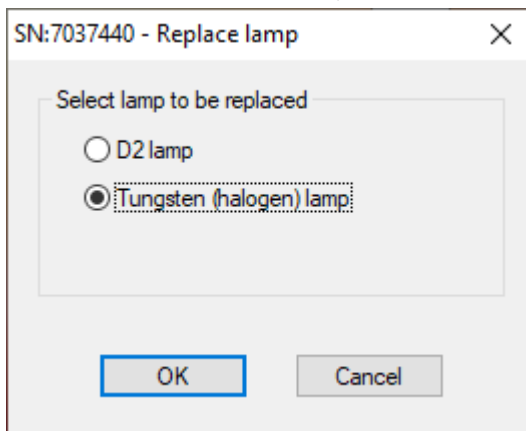 SN:7037440 - Replace lamp
Select lamp to be replaced
D2 lamp
Tungsten (halogen) lamp
OK
Cancel